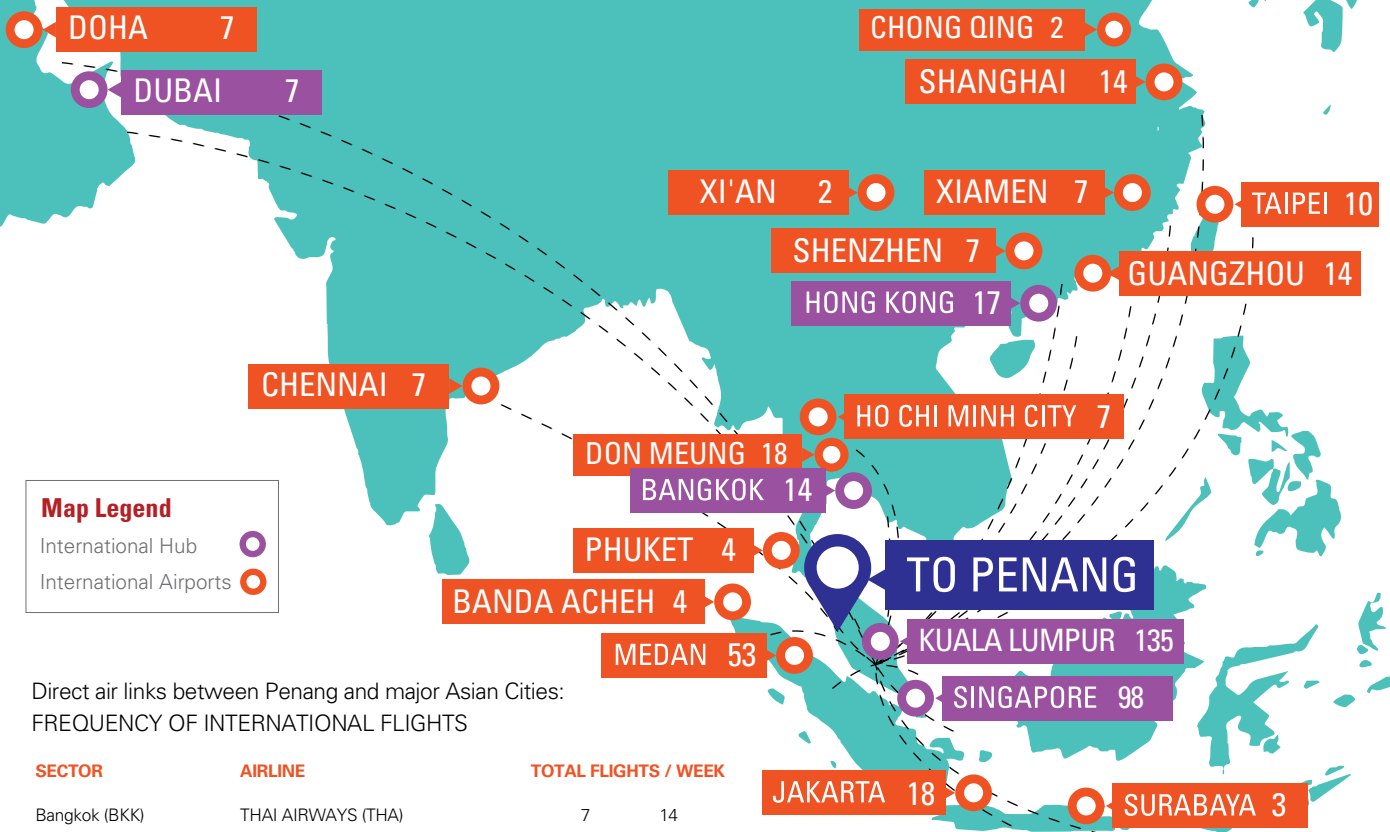 DOHA 7
CHONG QING 2
DUBAI 7
SHANGHAI 14
XI'AN 2
XIAMEN 7
TAIPEI 10
SHENZHEN 7
GUANGZHOU 14
HONG KONG 17
CHENNAI 7
HO CHI MINH CITY 7
DON MEUNG 18
BANGKOK 14
Map Legend
International Hub
International Airports
PHUKET 4
TO PENANG
BANDA ACHEH 4
KUALA LUMPUR 135
MEDAN 53
SINGAPORE 98
Direct air links between Penang and major Asian Cities:
FREQUENCY OF INTERNATIONAL FLIGHTS
SECTOR AIRLINE TOTAL FLIGHTS / WEEK
JAKARTA 18
SURABAYA 3
Bangkok (BKK) THAI AIRWAYS (THA) 7 14